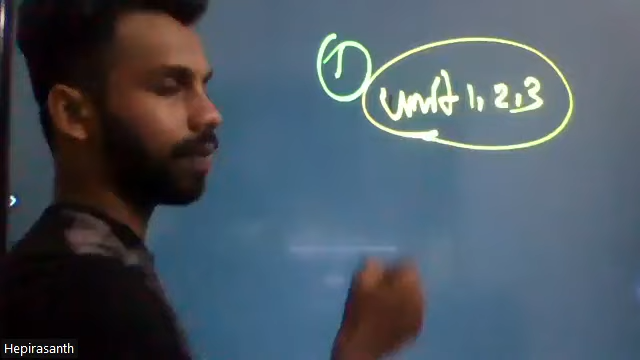 ① unit 1, 2, 3
Hepirasanth